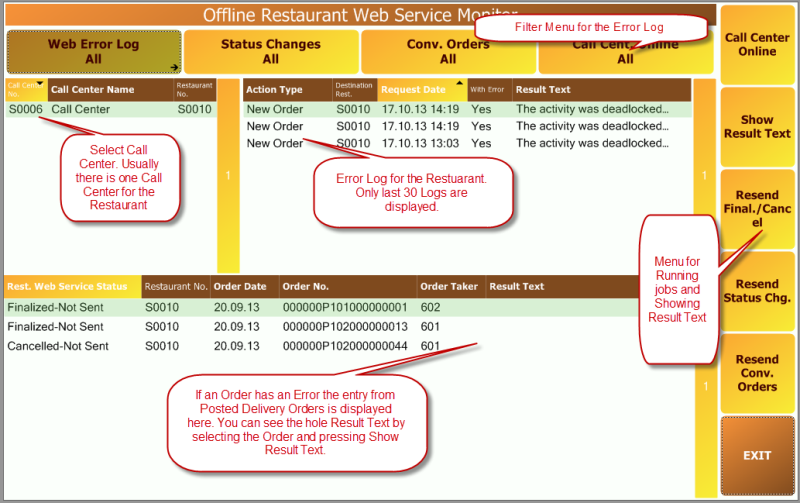 Offline Restaurant Web Service Monitor
Filter Menu for the Error Log
Web Error Log
All
Status Changes
All
Conv. Orders
All
Call Cent. Online
All
Call Center
Online
Call Center No.
Call Center Name
Restaurant No.
S0006 Call Center S0010
Select Call
Center. Usually
there is one Call
Center for the
Restaurant
1
Action Type
Destination Rest.
Request Date
With Error
Result Text
New Order S0010 17.10.13 14:19 Yes The activity was deadlocked...
New Order S0010 17.10.13 14:19 Yes The activity was deadlocked...
New Order S0010 17.10.13 13:03 Yes The activity was deadlocked...
Error Log for the Restuarant.
Only last 30 Logs are
displayed.
1
Show
Result Text
Resend
Final./Canc
el
Menu for
Running
jobs and
Showing
Result Text
Resend
Status Chg.
Resend
Conv.
Orders
EXIT
Rest. Web Service Status Restaurant No. Order Date Order No. Order Taker Result Text
Finalized-Not Sent S0010 20.09.13 000000P101000000001 602
Finalized-Not Sent S0010 20.09.13 000000P102000000013 601
Cancelled-Not Sent S0010 20.09.13 000000P102000000044 601
If an Order has an Error the entry from
Posted Delivery Orders is displayed
here. You can see the hole Result Text by
selecting the Order and pressing Show
Result Text.
1